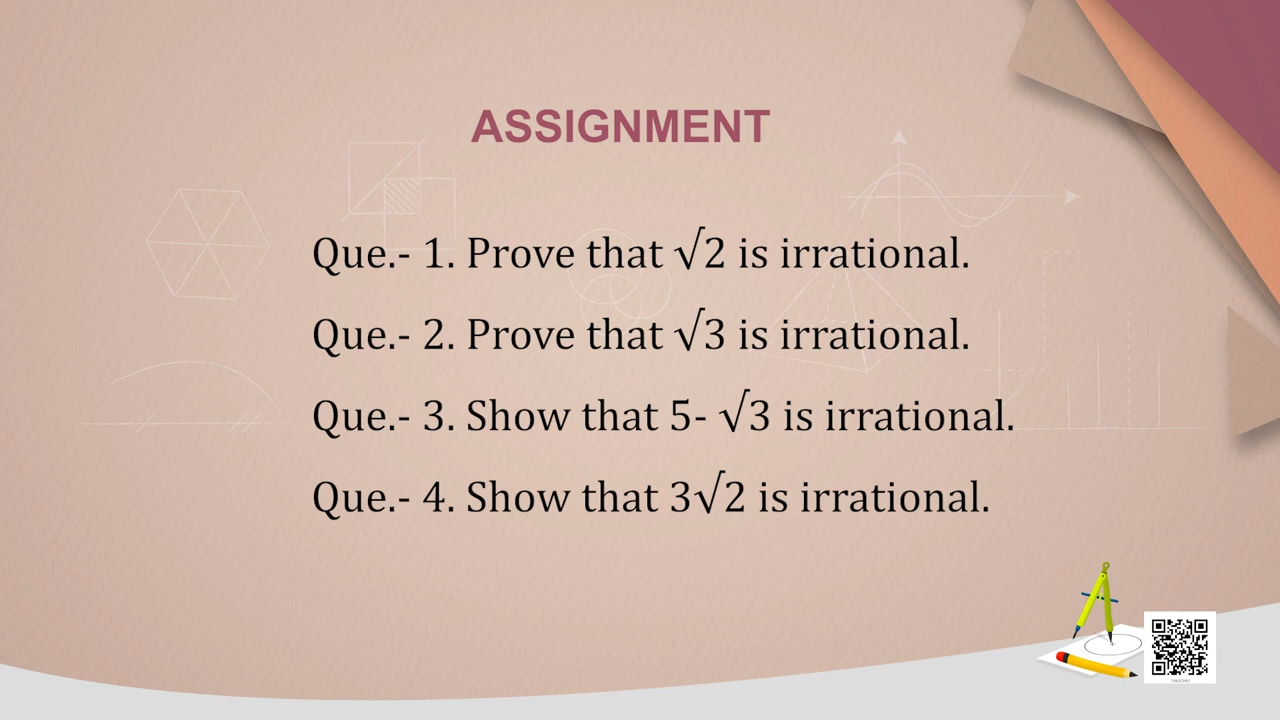 ASSIGNMENT
Que.- 1. Prove that √2 is irrational.
Que.- 2. Prove that √3 is irrational.
Que.- 3. Show that 5- √3 is irrational.
Que.- 4. Show that 3√2 is irrational.